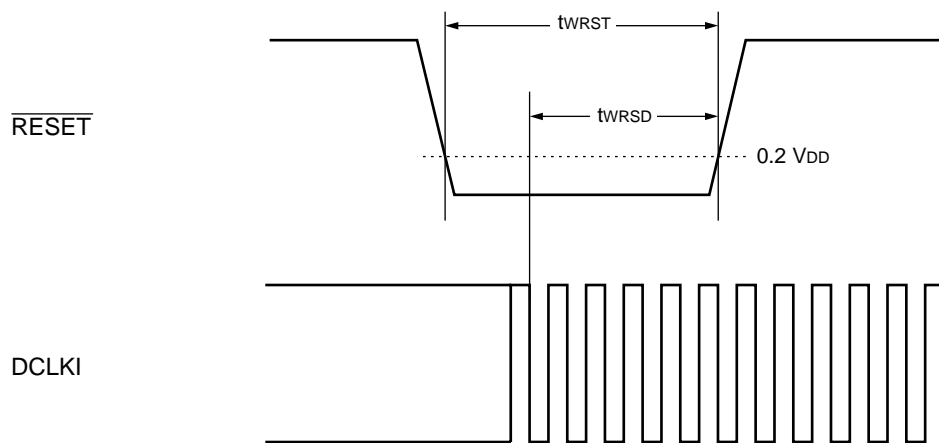 tWRST
RESET
tWRSD
0.2 VDD
DCLKI